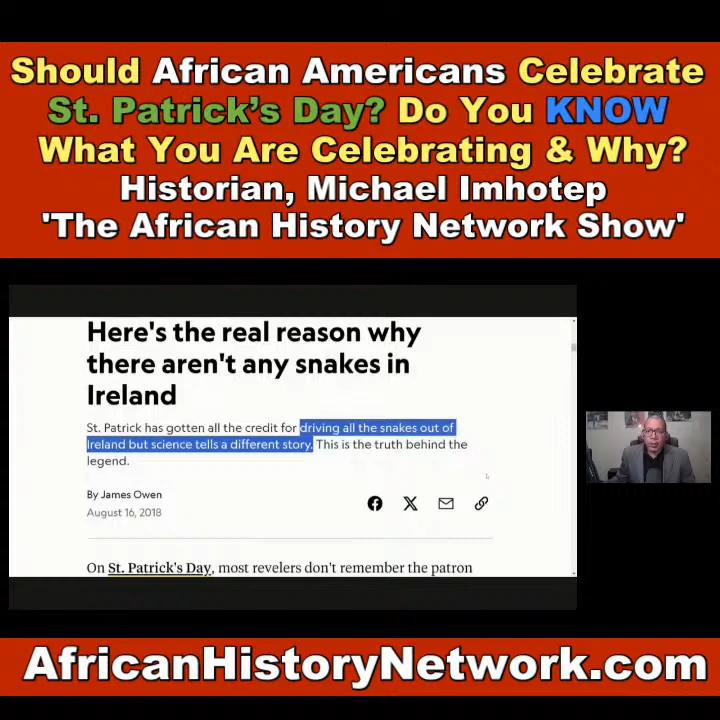 Should African Americans Celebrate
St. Patrick's Day? Do You KNOW
What You Are Celebrating & Why?
Historian, Michael Imhotep
'The African History Network Show'
Here's the real reason why
there aren't any snakes in
Ireland
St. Patrick has gotten all the credit for driving all the snakes out of
Ireland but science tells a different story. This is the truth behind the
legend.
By James Owen
August 16, 2018
On St. Patrick's Day, most revelers don't remember the patron
AfricanHistoryNetwork.com